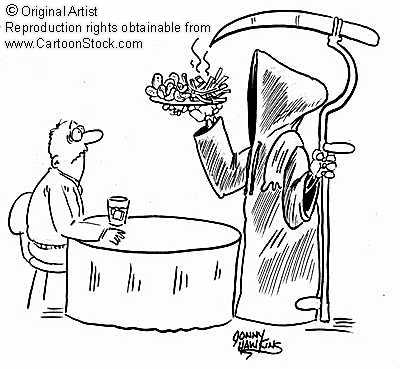 © Original Artist
Reproduction rights obtainable from
www.CartoonStock.com
JONNY
HAWKINS